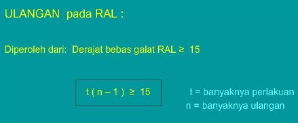 ULANGAN pada RAL :
Diperoleh dari: Derajat bebas galat RAL ≥ 15
t ( n – 1 ) ≥ 15
t = banyaknya perlakuan
n = banyaknya ulangan